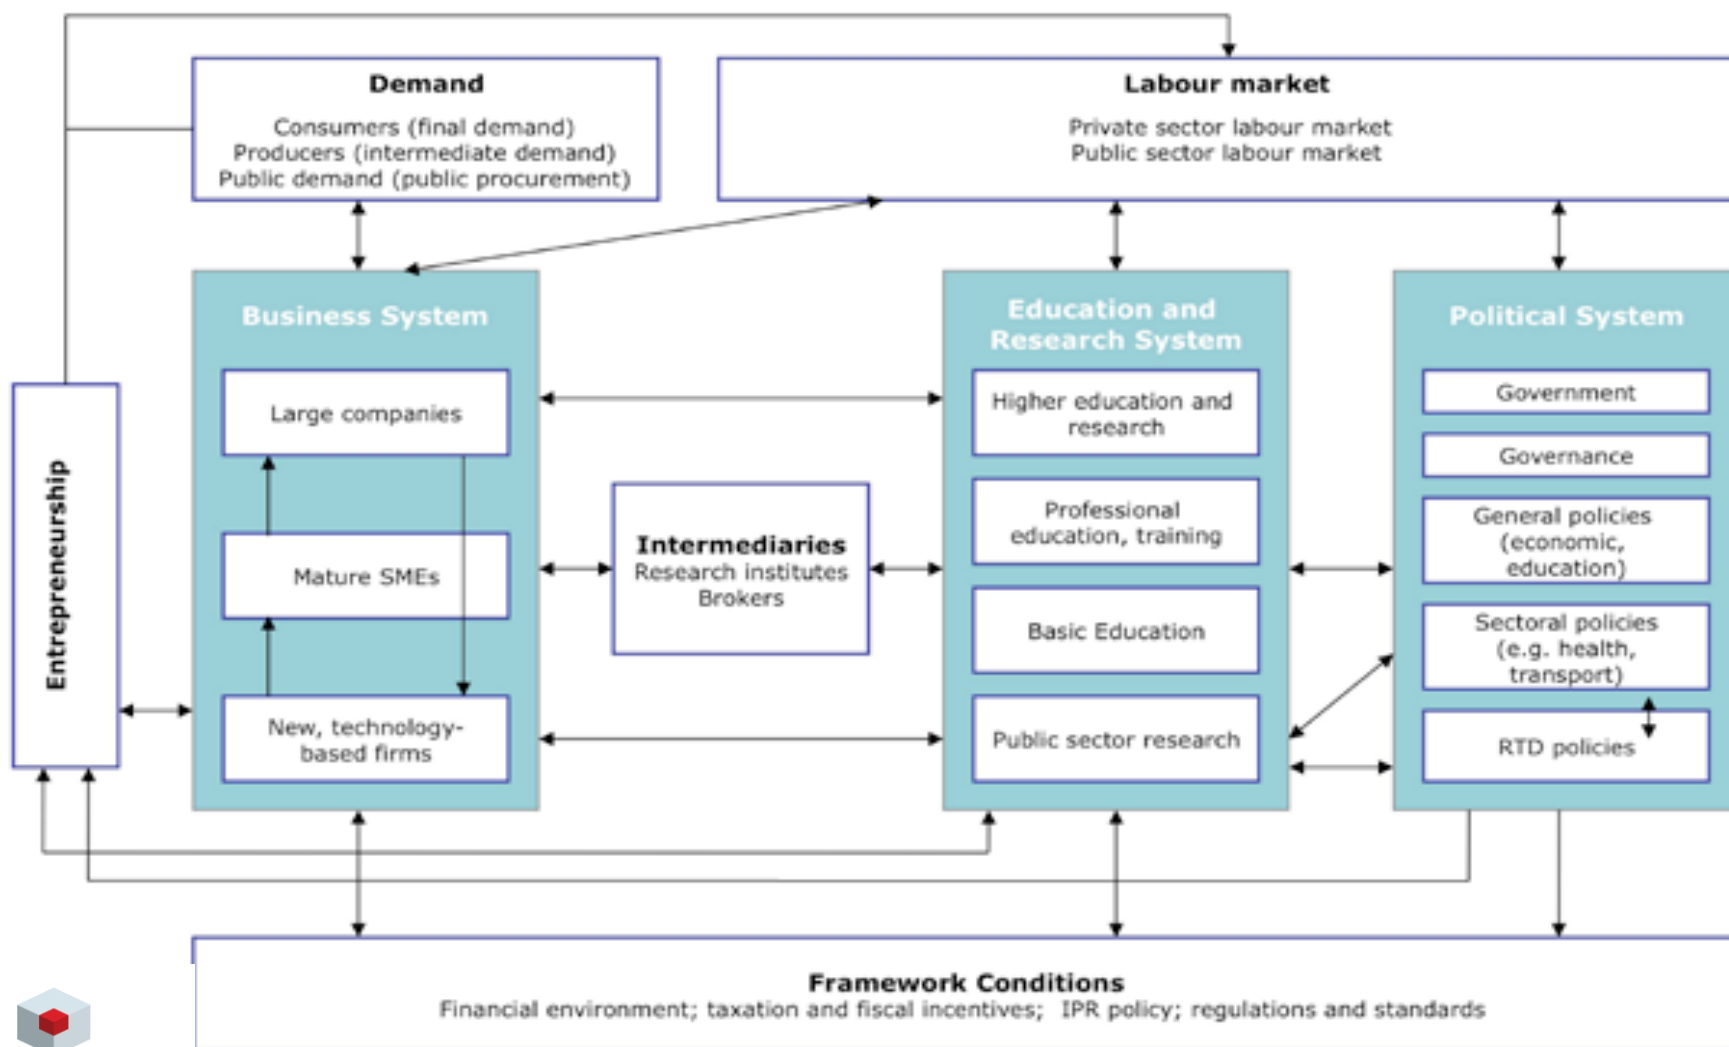 Demand
Consumers (final demand)
Producers (intermediate demand)
Public demand (public procurement)
Labour market
Private sector labour market
Public sector labour market
Entrepreneurship
Business System
Large companies
Mature SMEs
New, technology-
based firms
Intermediaries
Research institutes
Brokers
Education and
Research System
Higher education and
research
Professional
education, training
Basic Education
Public sector research
Political System
Government
Governance
General policies
(economic,
education)
Sectoral policies
(e.g. health,
transport)
RTD policies
Framework Conditions
Financial environment; taxation and fiscal incentives; IPR policy; regulations and standards